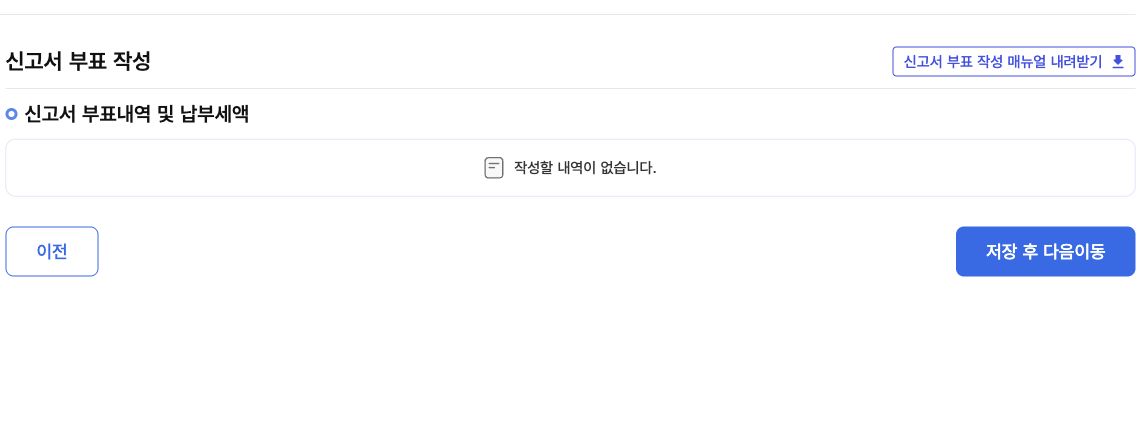 신고서 부표 작성
신고서 부표 작성 매뉴얼 내려받기
신고서 부표내역 및 납부세액
작성할 내역이 없습니다.
이전
저장 후 다음이동